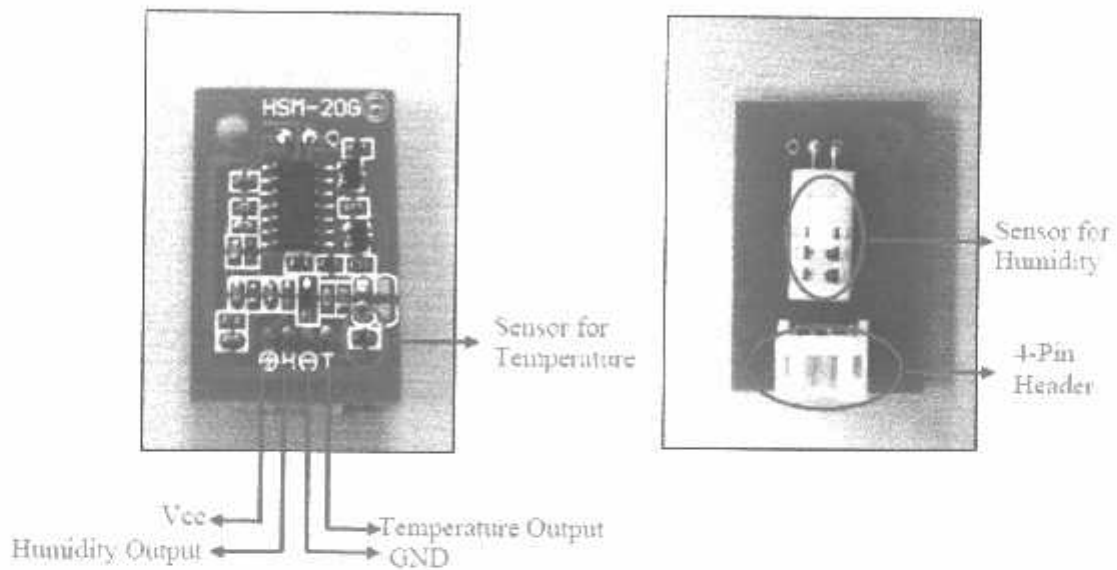 HSM-20G
Sensor for
Temperature
H
T
Vcc
Humidity Output
Temperature Output
GND
Sensor for
Humidity
4-Pin
Header